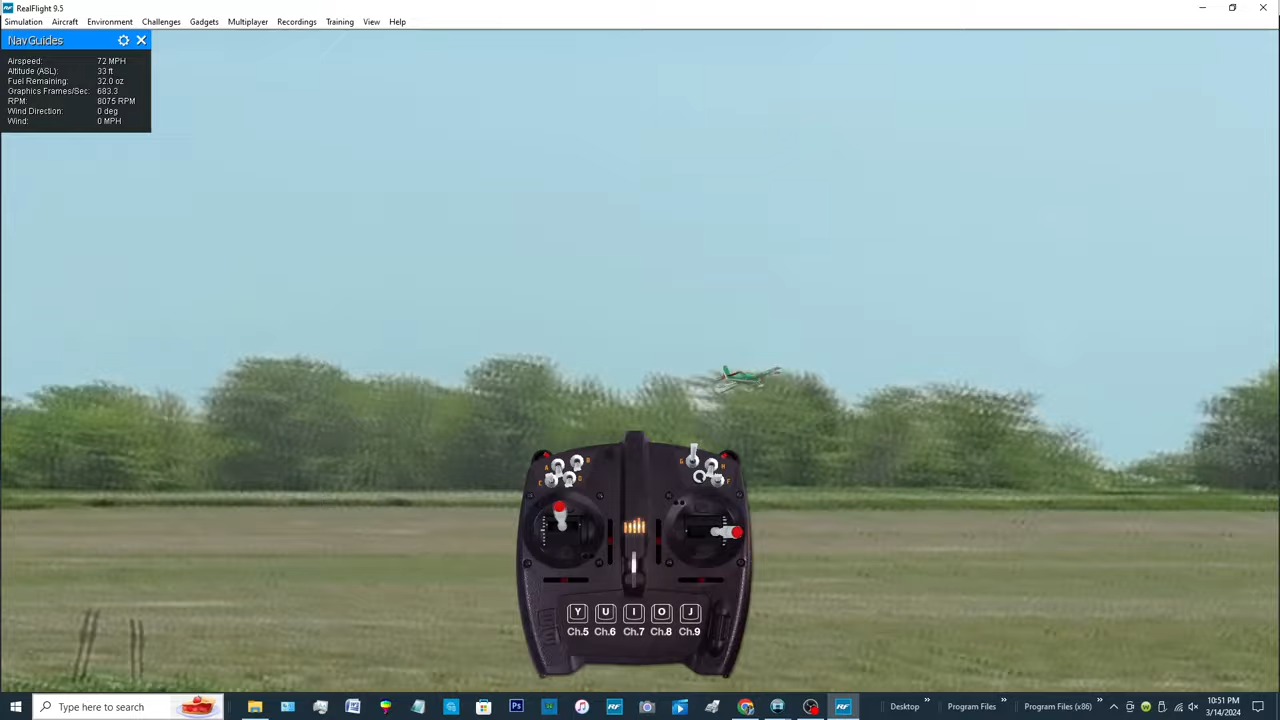 RealFlight 9.5
Simulation Aircraft Environment Challenges Gadgets Multiplayer Recordings Training View Help
NavGuides
Airspeed: 72 MPH
Altitude (ASL): 33 ft
Fuel Remaining: 32.0 oz
Graphics Frames/Sec: 683.3
RPM: 8075 RPM
Wind Direction: 0 deg
Wind: 0 MPH
A B G H
C D F
Y U I O J
Ch.5 Ch.6 Ch.7 Ch.8 Ch.9
Type here to search
Desktop Program Files Program Files (x86)
10:51 PM
3/14/2024